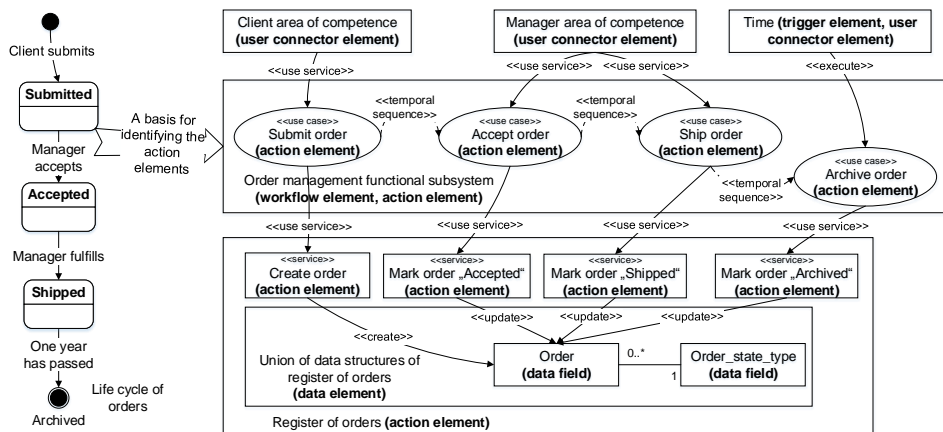 Client submits
Submitted
Manager
accepts
Accepted
Manager fulfills
Shipped
One year
has passed
Life cycle of
orders
Archived
A basis for
identifying the
action
elements
Client area of competence
(user connector element)
Manager area of competence
(user connector element)
Time (trigger element, user
connector element)
<<use service>>
<<use service>>
<<use service>>
<<execute>>
<<use case>>
Submit order
(action element)
<<temporal
sequence>>
<<use case>>
Accept order
(action element)
<<temporal
sequence>>
<<use case>>
Ship order
(action element)
<<temporal
sequence>>
<<use case>>
Archive order
(action element)
Order management functional subsystem
(workflow element, action element)
<<use service>>
<<use service>>
<<use service>>
<<use service>>
<<service>>
Create order
(action element)
<<service>>
Mark order „Accepted“
(action element)
<<service>>
Mark order „Shipped“
(action element)
<<service>>
Mark order „Archived“
(action element)
<<create>>
<<update>>
<<update>>
<<update>>
Union of data structures of
register of orders
(data element)
Order
(data field)
0..*
1
Order_state_type
(data field)
Register of orders (action element)